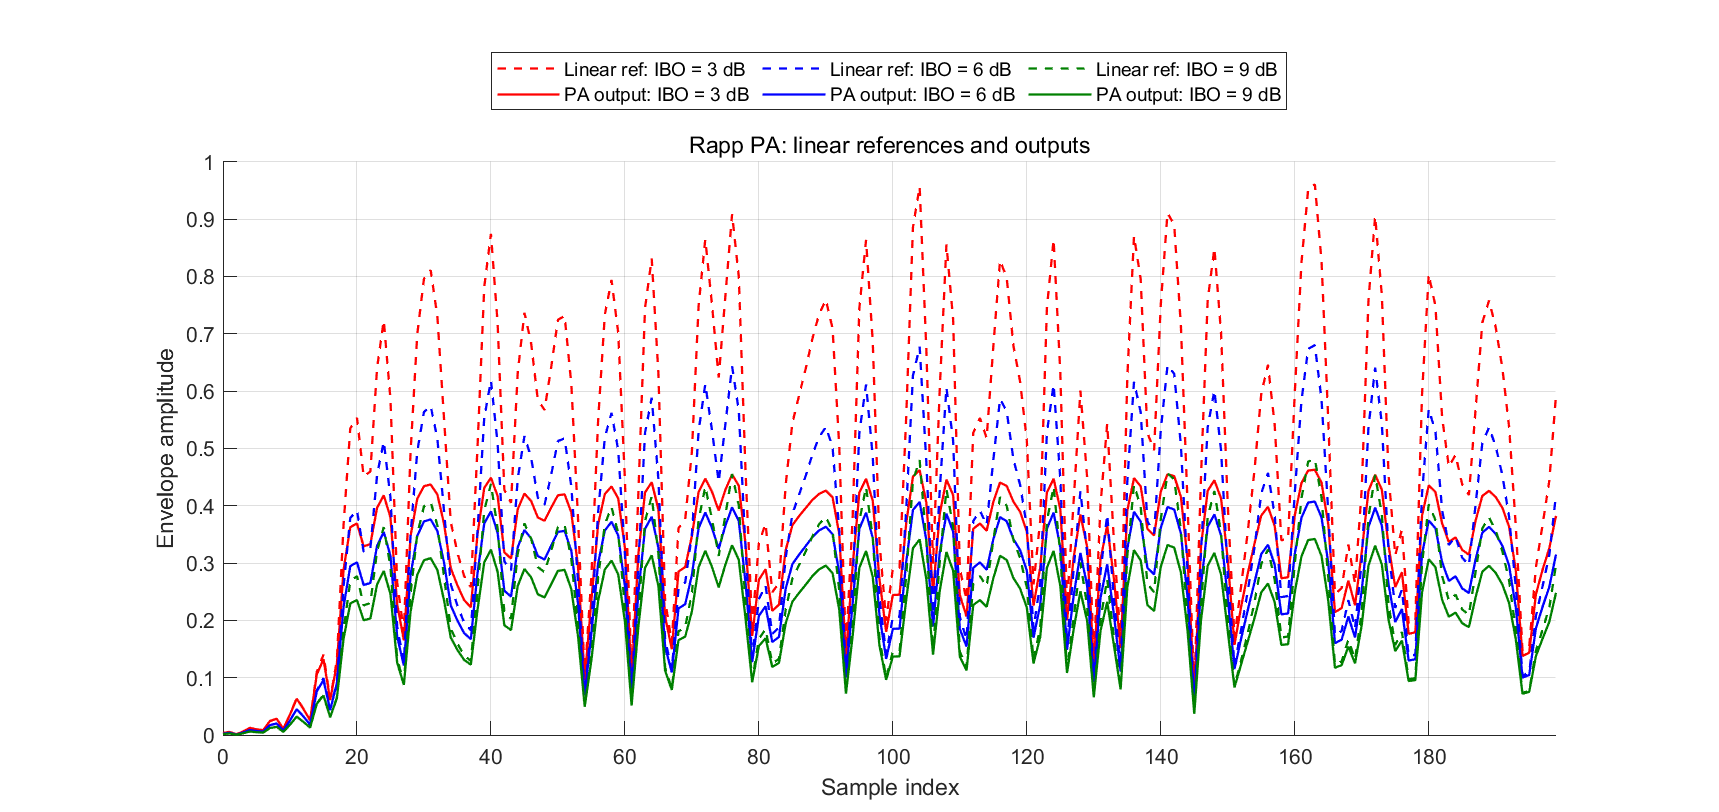 Linear ref: IBO = 3 dB Linear ref: IBO = 6 dB Linear ref: IBO = 9 dB
PA output: IBO = 3 dB PA output: IBO = 6 dB PA output: IBO = 9 dB
Rapp PA: linear references and outputs
1
0.9
0.8
0.7
0.6
0.5
0.4
0.3
0.2
0.1
0
Envelope amplitude
0 20 40 60 80 100 120 140 160 180
Sample index